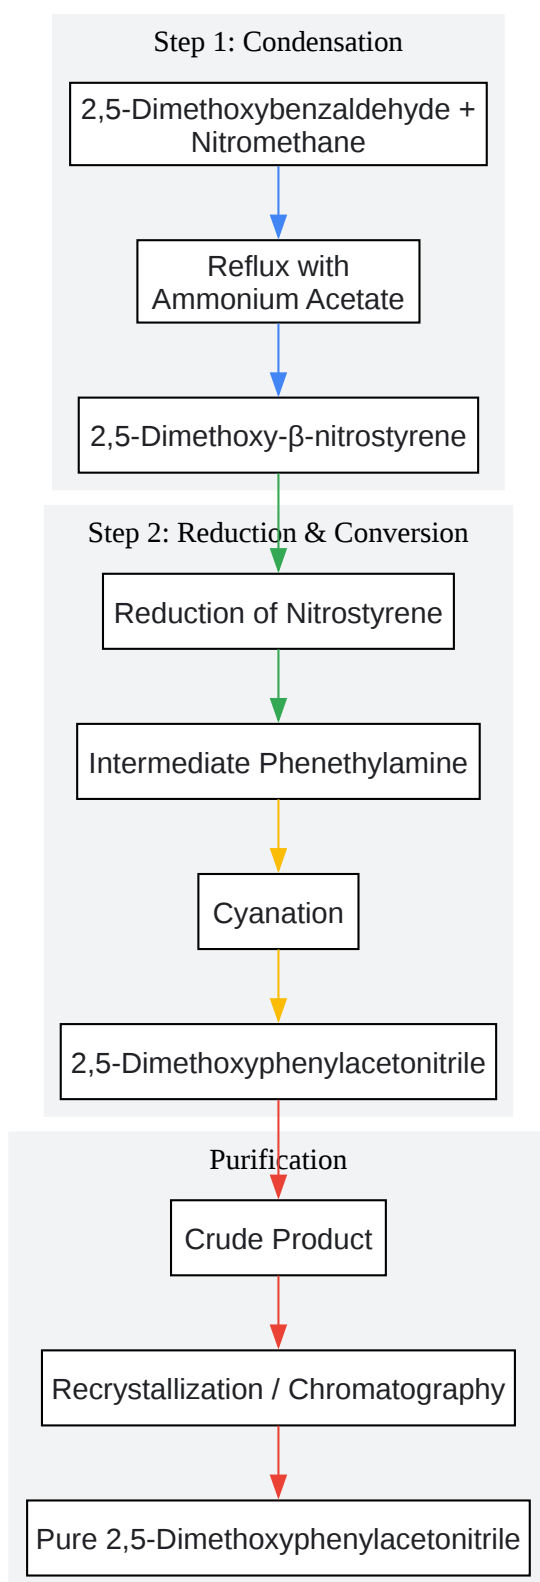 Step 1: Condensation
2,5-Dimethoxybenzaldehyde +
Nitromethane
Reflux with
Ammonium Acetate
2,5-Dimethoxy-β-nitrostyrene
Step 2: Reduction & Conversion
Reduction of Nitrostyrene
Intermediate Phenethylamine
Cyanation
2,5-Dimethoxyphenylacetonitrile
Purification
Crude Product
Recrystallization / Chromatography
Pure 2,5-Dimethoxyphenylacetonitrile